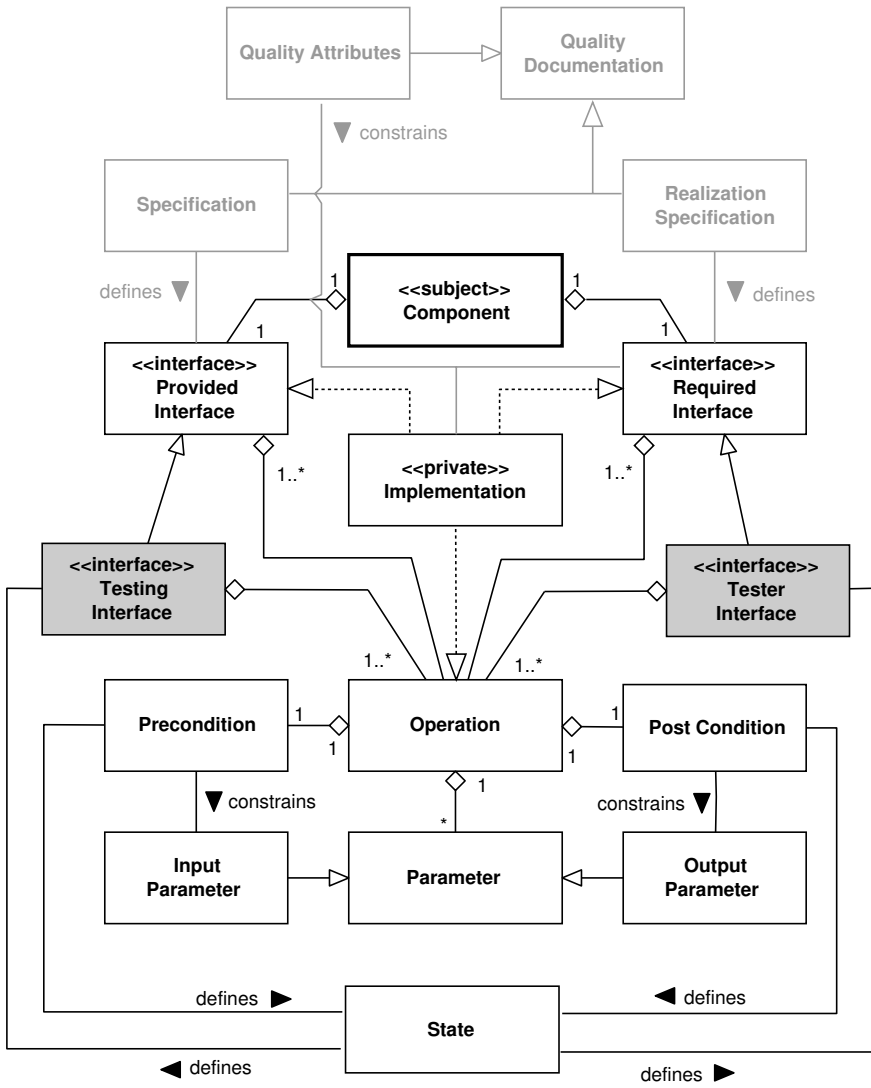 Quality Attributes
Quality
Documentation
constrains
Specification
Realization
Specification
defines
defines
1
1
<<subject>>
Component
1
1
<<interface>>
Provided
Interface
<<interface>>
Required
Interface
1..*
1..*
<<private>>
Implementation
<<interface>>
Testing
Interface
<<interface>>
Tester
Interface
1..*
1..*
Precondition
1
1
Operation
1
1
Post Condition
constrains
1
constrains
*
Input
Parameter
Parameter
Output
Parameter
defines
defines
State
defines
defines